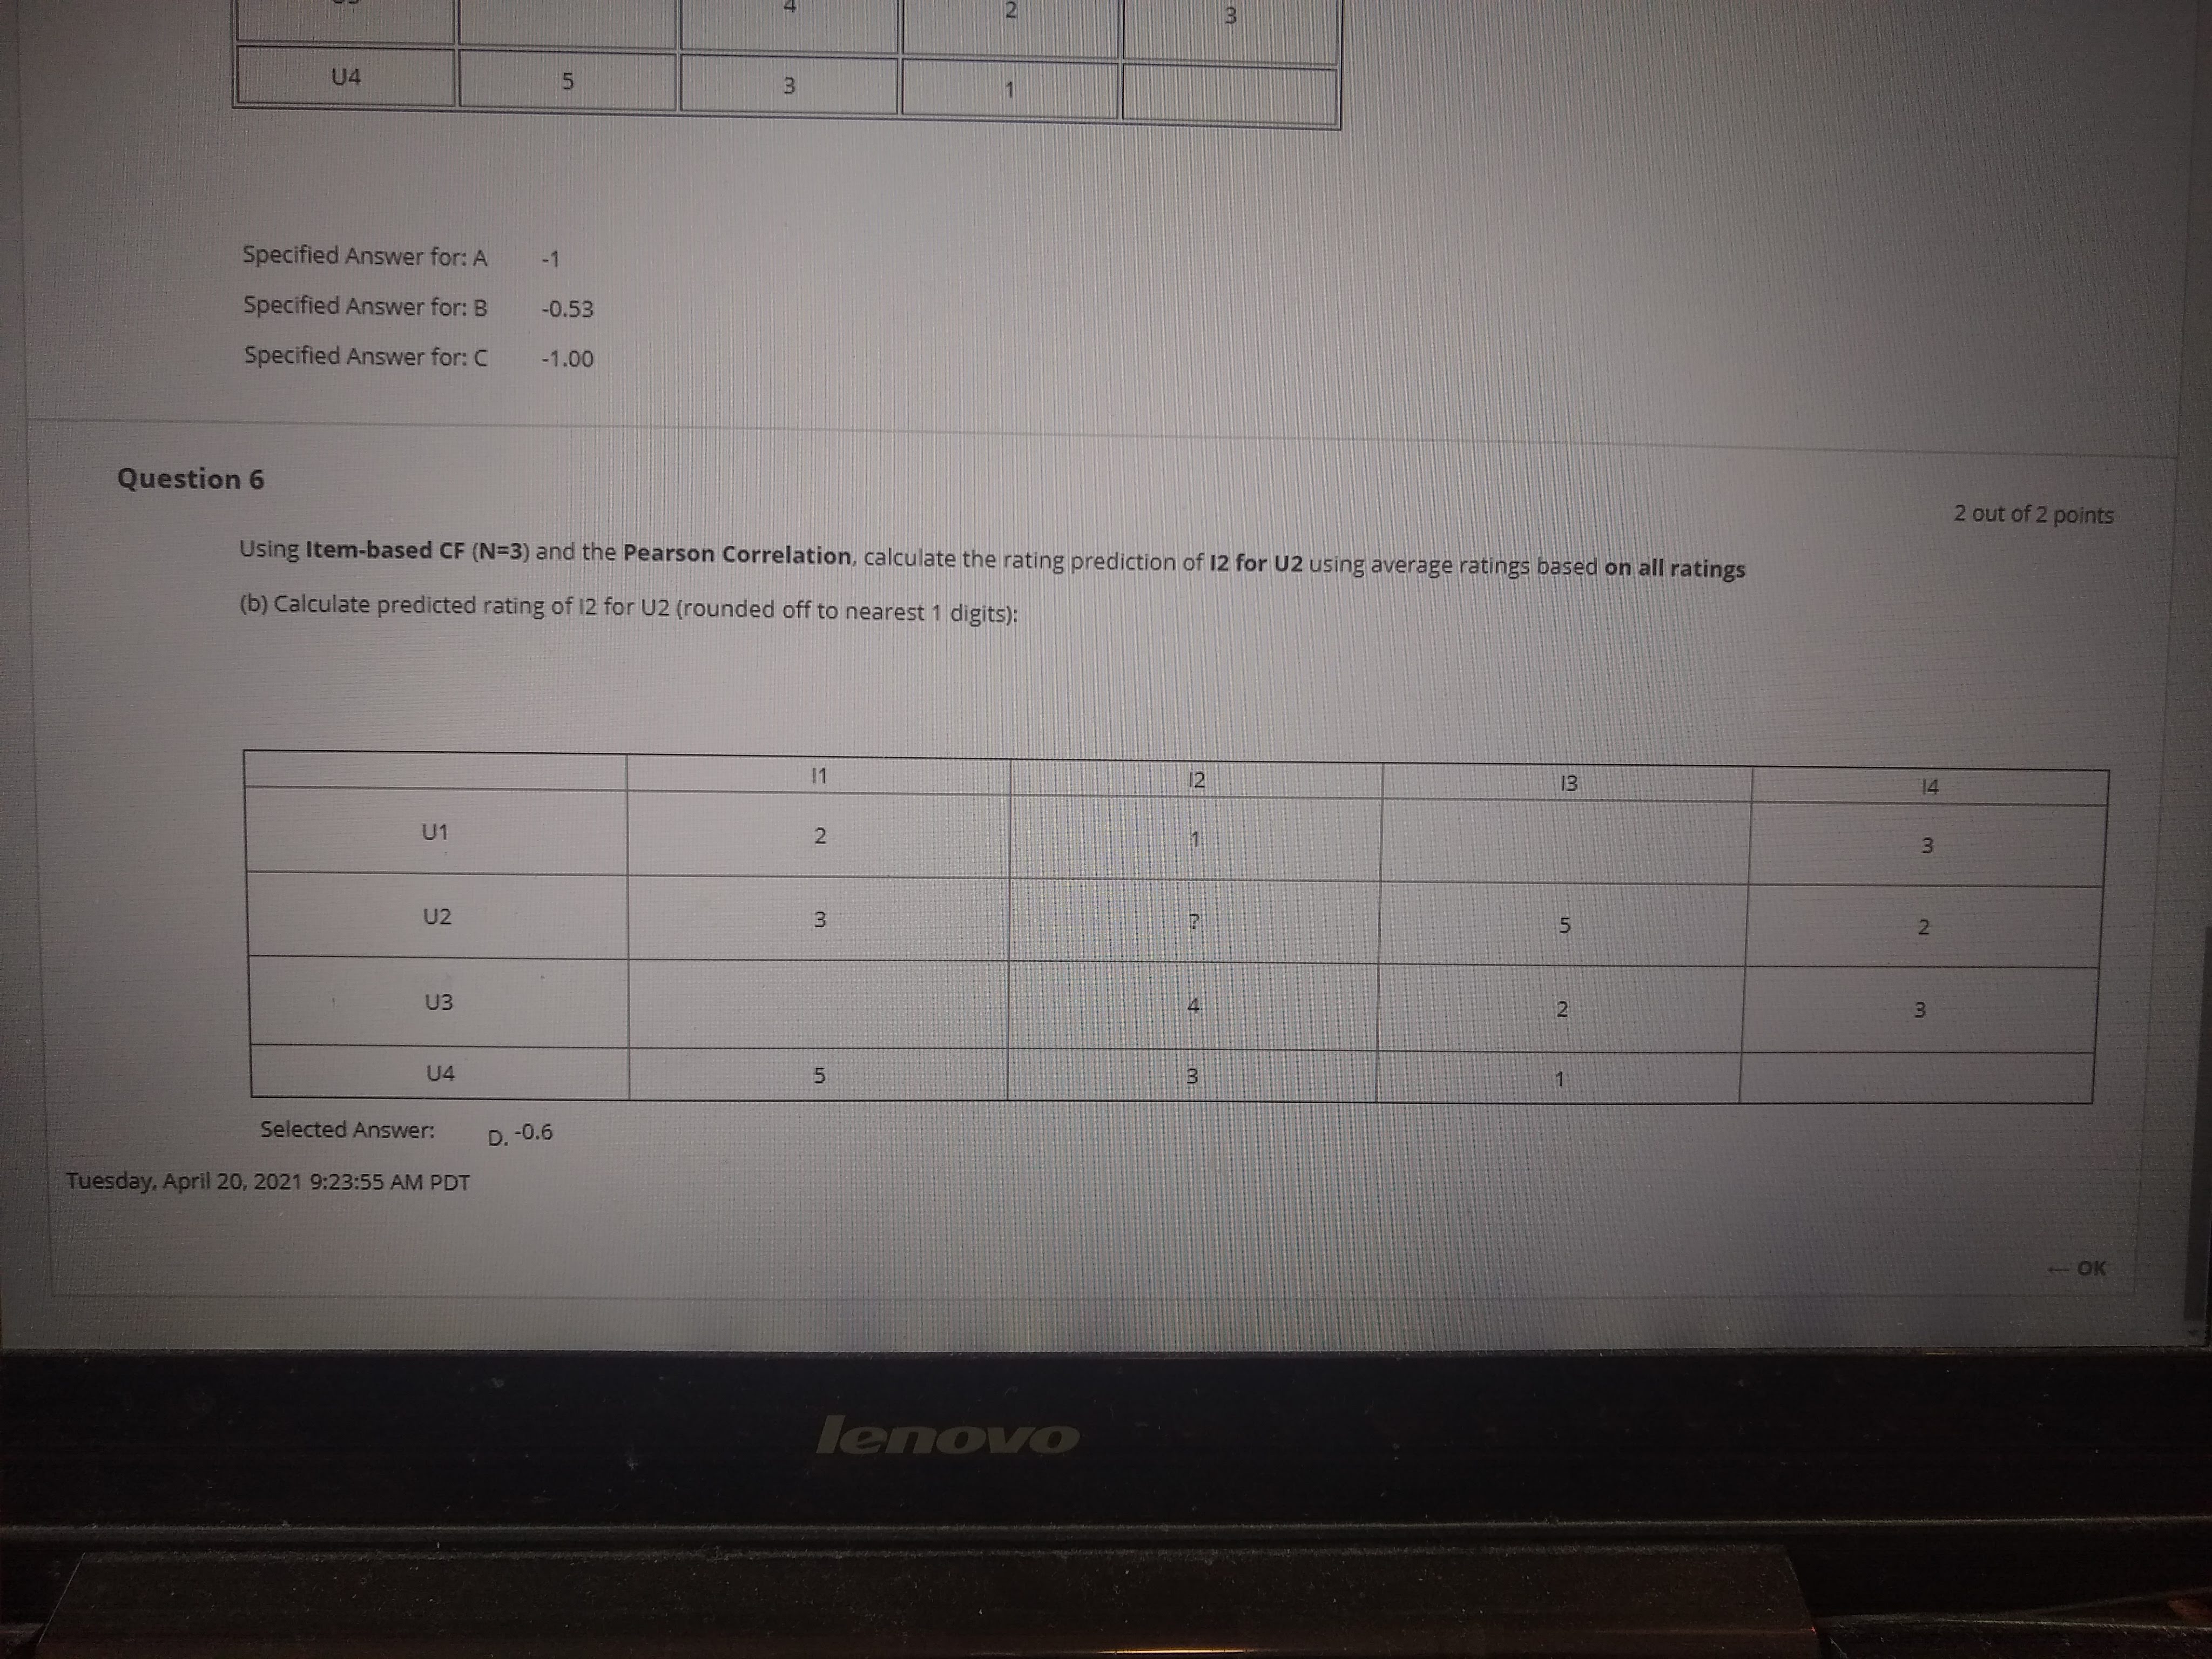 4 2 3
U4 5 3 1
Specified Answer for: A -1
Specified Answer for: B -0.53
Specified Answer for: C -1.00
Question 6
2 out of 2 points
Using Item-based CF (N=3) and the Pearson Correlation, calculate the rating prediction of I2 for U2 using average ratings based on all ratings
(b) Calculate predicted rating of I2 for U2 (rounded off to nearest 1 digits):
I1 I2 I3 I4
U1 2 1 3
U2 3 ? 5 2
U3 4 2 3
U4 5 3 1
Selected Answer: D. -0.6
Tuesday, April 20, 2021 9:23:55 AM PDT
← OK
lenovo